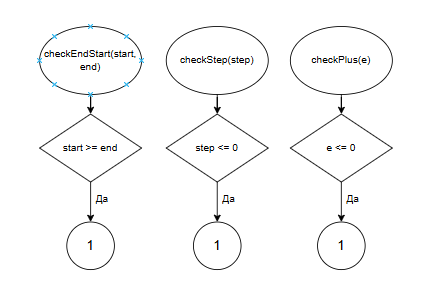 checkEndStart(start,
end)
checkStep(step)
checkPlus(e)
start >= end
step <= 0
e <= 0
Да
Да
Да
1
1
1